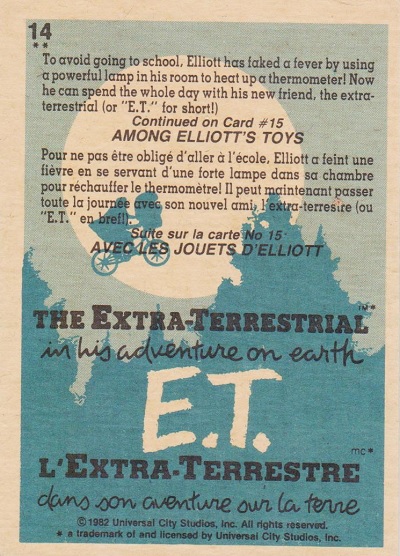 14
**
To avoid going to school, Elliott has faked a fever by using
a powerful lamp in his room to heat up a thermometer! Now
he can spend the whole day with his new friend, the extra-
terrestrial (or "E.T." for short!)
Continued on Card #15
AMONG ELLIOTT'S TOYS
Pour ne pas être obligé d'aller à l'école, Elliott a feint une
fièvre en se servant d'une forte lampe dans sa chambre
pour réchauffer le thermomètre! Il peut maintenant passer
toute la journée avec son nouvel ami, l'extra-terrestre (ou
"E.T." en bref!).
Suite sur la carte No 15
AVEC LES JOUETS D'ELLIOTT
THE EXTRA-TERRESTRIAL ™*
in his adventure on earth
E.T.
mc*
L'EXTRA-TERRESTRE
dans son aventure sur la terre
©1982 Universal City Studios, Inc. All rights reserved.
* a trademark of and licensed by Universal City Studios, Inc.